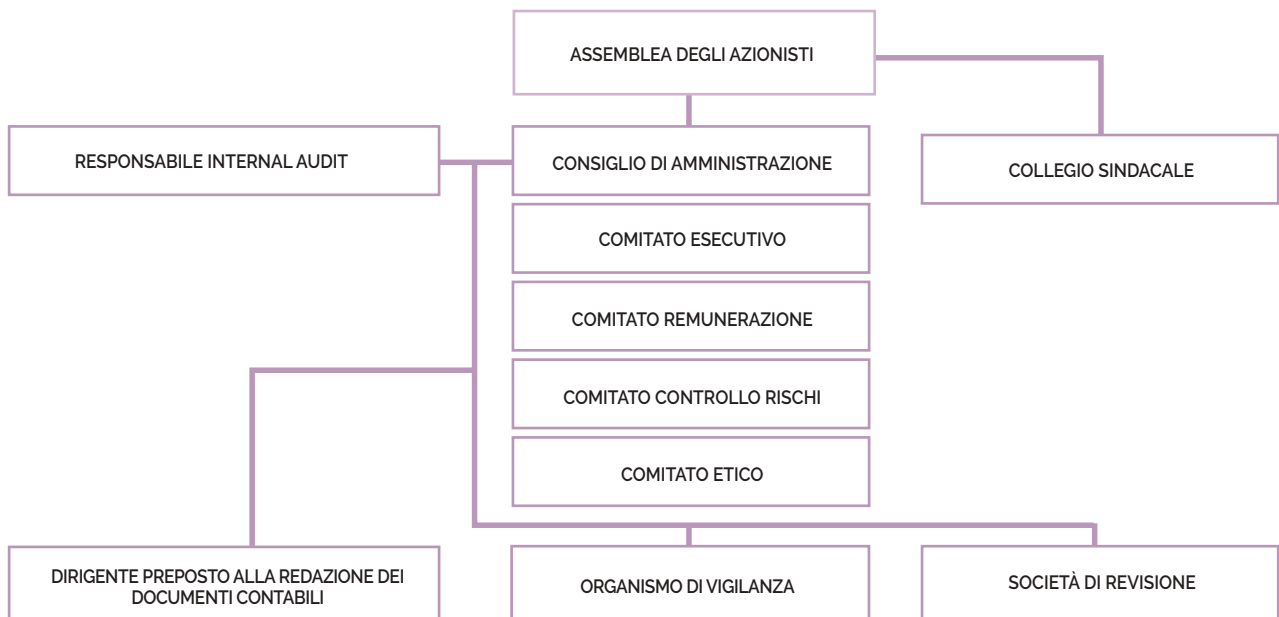 ASSEMBLEA DEGLI AZIONISTI
RESPONSABILE INTERNAL AUDIT
CONSIGLIO DI AMMINISTRAZIONE
COLLEGIO SINDACALE
COMITATO ESECUTIVO
COMITATO REMUNERAZIONE
COMITATO CONTROLLO RISCHI
COMITATO ETICO
DIRIGENTE PREPOSTO ALLA REDAZIONE DEI
DOCUMENTI CONTABILI
ORGANISMO DI VIGILANZA
SOCIETÀ DI REVISIONE